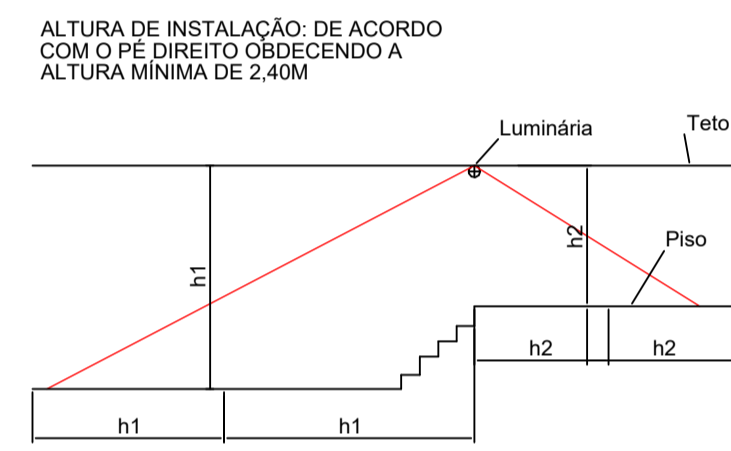 ALTURA DE INSTALAÇÃO: DE ACORDO
COM O PÉ DIREITO OBDECENDO A
ALTURA MÍNIMA DE 2,40M
Luminária
Teto
h1
h2
Piso
h2
h2
h1
h1